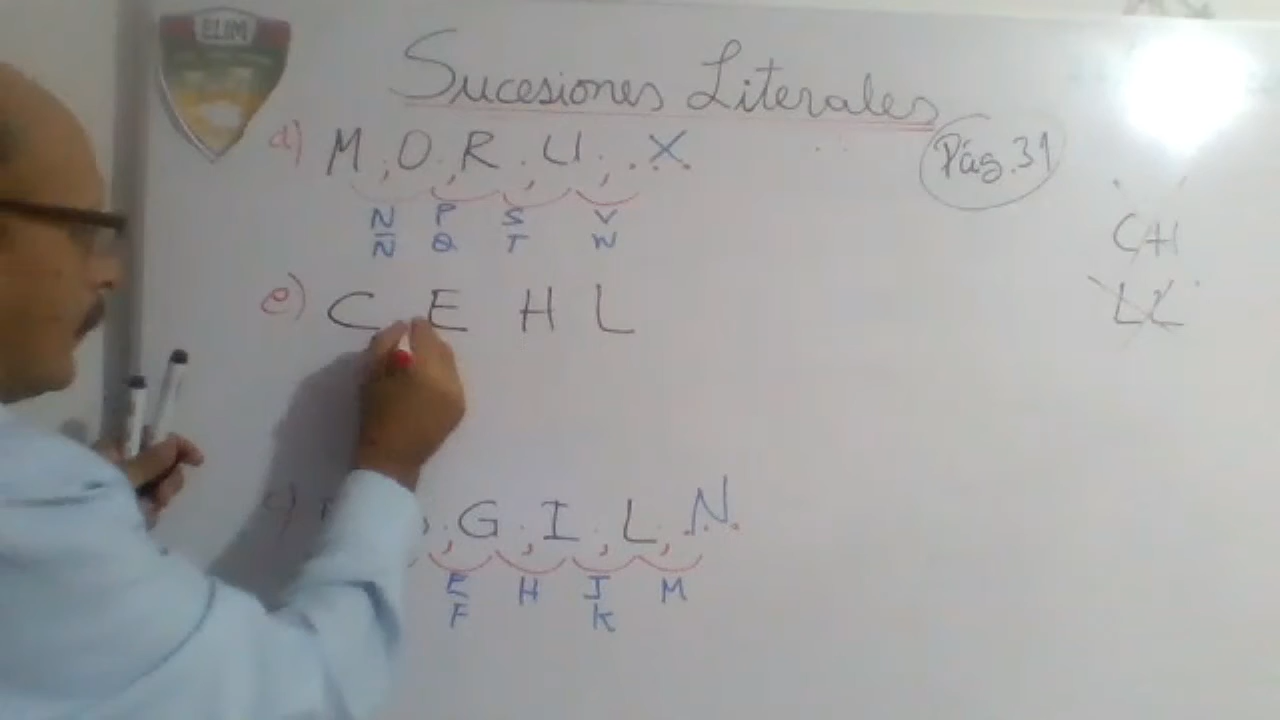 ELIM
Sucesiones Literales
Pág.31
d) M, O, R, U, ..X..
N P S V
Ñ Q T W
CH
LL
e) C E H L
c) , G, I, L, ..N..
E H J M
F K